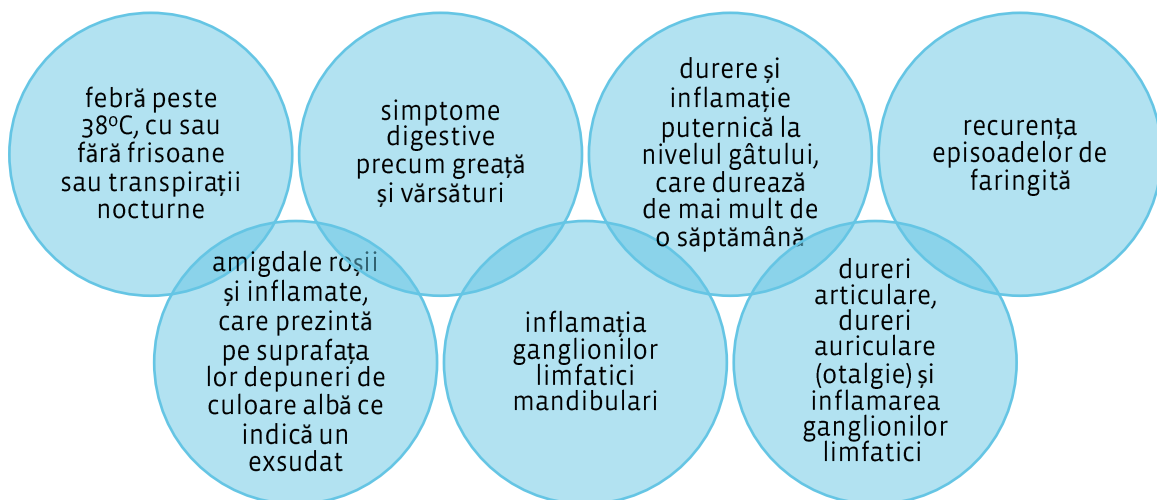 febră peste
38ºC, cu sau
fără frisoane
sau transpirații
nocturne
simptome
digestive
precum greață
și vărsături
durere și
inflamație
puternică la
nivelul gâtului,
care durează
de mai mult de
o săptămână
recurența
episoadelor de
faringită
amigdale roșii
și inflamate,
care prezintă
pe suprafața
lor depuneri de
culoare albă ce
indică un
exsudat
inflamația
ganglionilor
limfatici
mandibulari
dureri
articulare,
dureri
auriculare
(otalgie) și
inflamarea
ganglionilor
limfatici